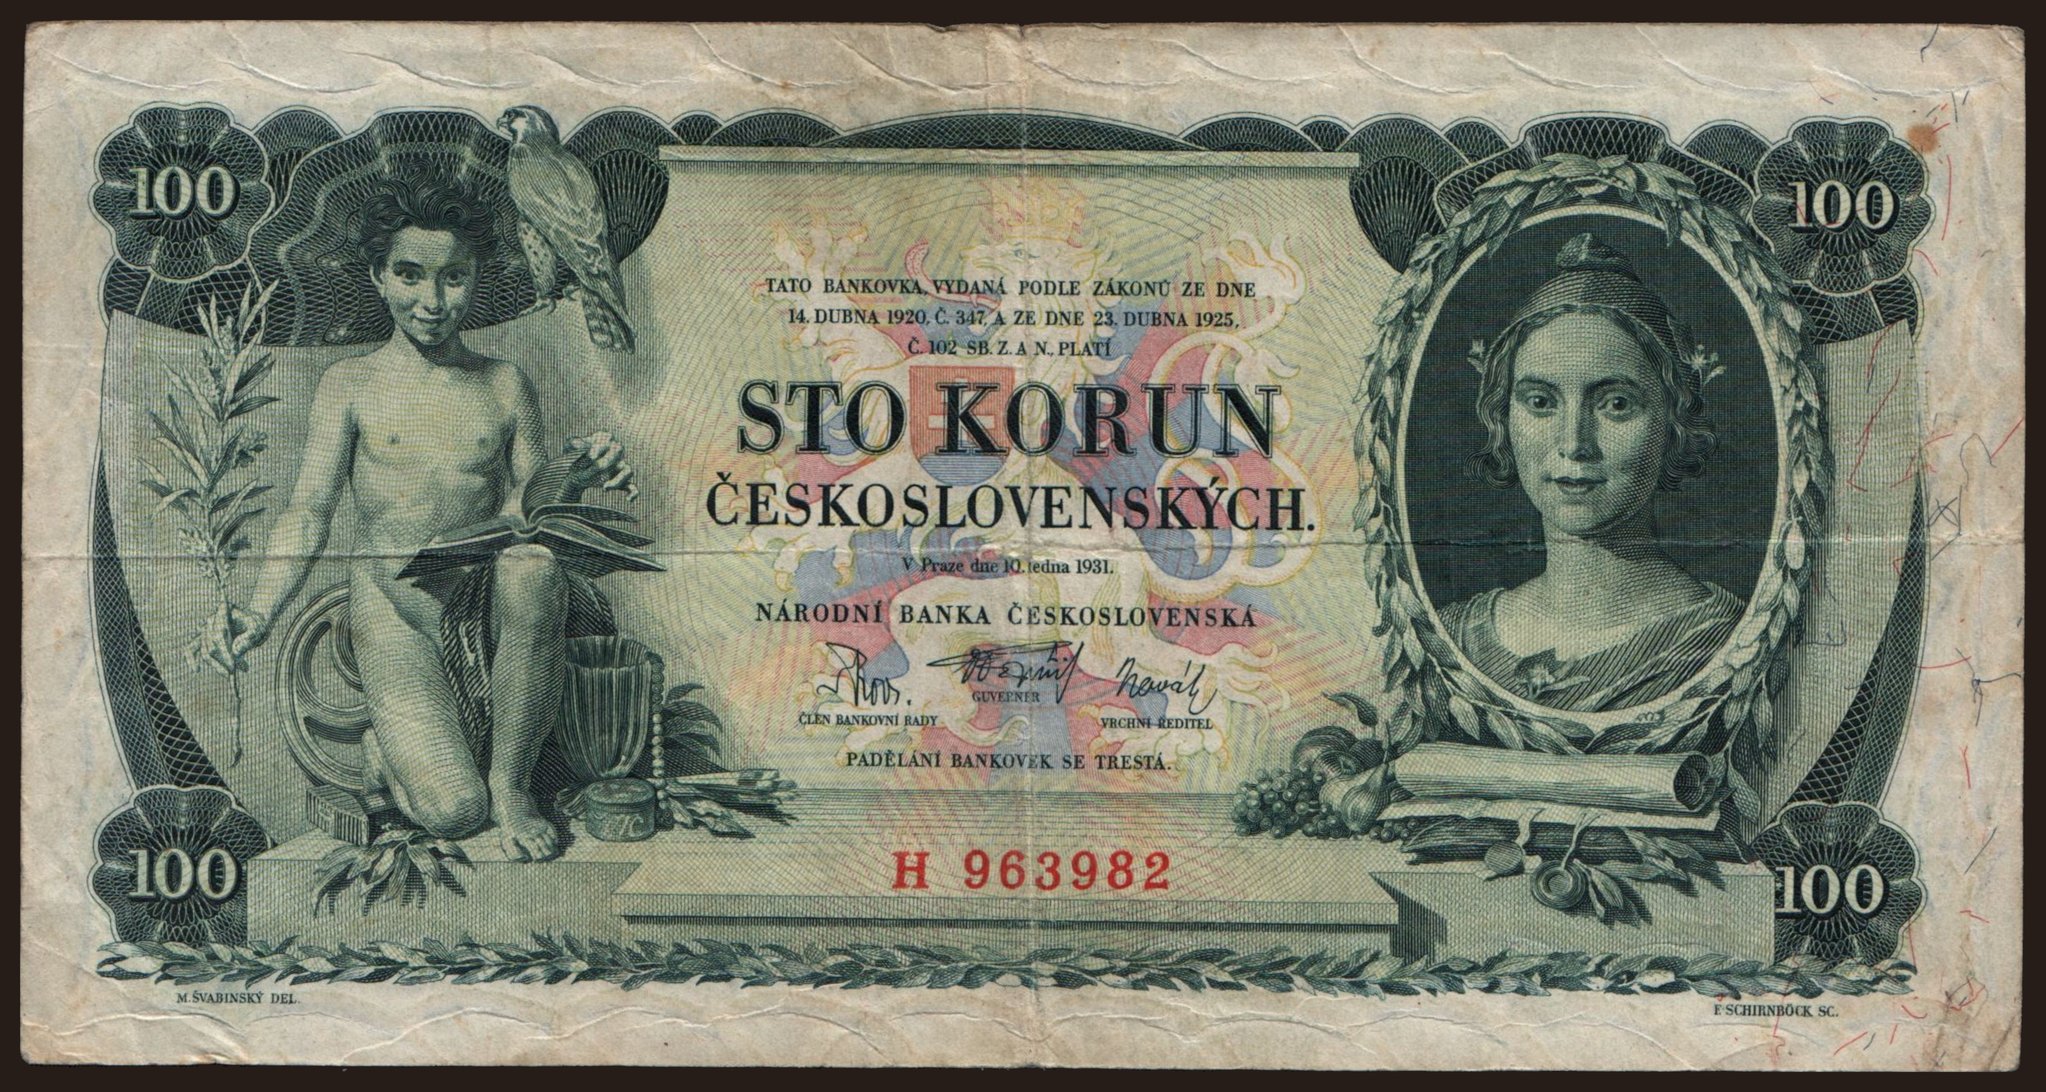 100
100
TATO BANKOVKA, VYDANÁ PODLE ZÁKONŮ ZE DNE
14. DUBNA 1920, Č. 347, A ZE DNE 23. DUBNA 1925,
Č. 102 SB. Z. A N., PLATÍ
STO KORUN
ČESKOSLOVENSKÝCH.
V Praze dne 10. ledna 1931.
NÁRODNÍ BANKA ČESKOSLOVENSKÁ
Novák
ČLEN BANKOVNÍ RADY
GUVERNÉR
VRCHNÍ ŘEDITEL
PADĚLÁNÍ BANKOVEK SE TRESTÁ.
H 963982
100
100
M. ŠVABINSKÝ DEL.
F. SCHIRNBÖCK SC.